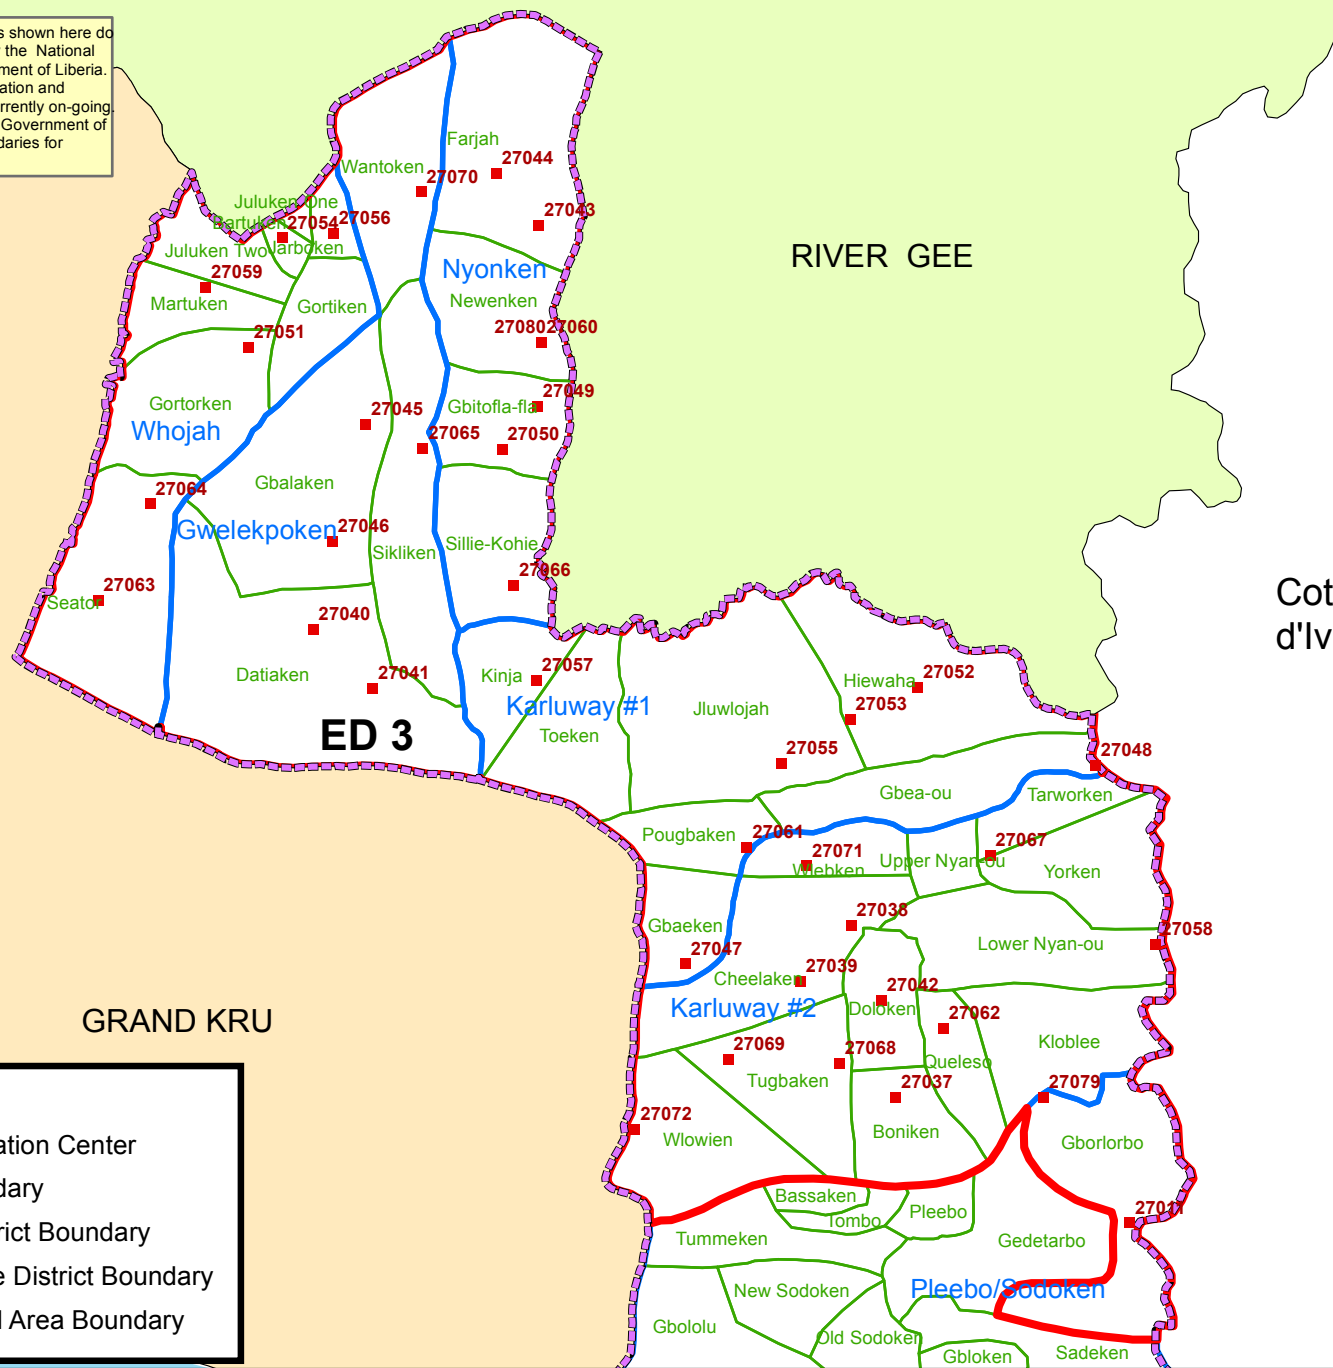 s shown here do
the National
ment of Liberia.
ation and
rrently on-going.
Government of
daries for
Farjah
27044
Wantoken
27070
Juluken One
27043
Bartuken
27054
27056
Juluken Two
Jarboken
RIVER GEE
27059
Nyonken
Martuken
Gortiken
Newenken
27051
27080
27060
Gortorken
27045
Gbitofla-fla
27049
Whojah
27065
27050
Gbalaken
27064
Gwelekpoken
27046
Sikliken
Sillie-Kohie
27066
27063
Seator
Cot
d'Iv
27040
Datiaken
27041
Kinja
27057
Hiewaha
27052
Karluway #1
Jluwlojah
27053
ED 3
Toeken
27055
27048
Gbea-ou
Tarworken
Pougbaken
27061
27071
Upper Nyan-ou
27067
Wiebken
Yorken
Gbaeken
27038
Lower Nyan-ou
27058
27047
Cheelaken
27039
27042
Karluway #2
Doloken
27062
GRAND KRU
27069
27068
Queleso
Kloblee
Tugbaken
27037
27079
27072
Wlowien
Boniken
Gborlorbo
ation Center
dary
Bassaken
Pleebo
27011
Tombo
rict Boundary
Tummeken
Gedetarbo
e District Boundary
New Sodoken
Pleebo/Sodoken
l Area Boundary
Gbololu
Old Sodoken
Gbloken
Sadeken